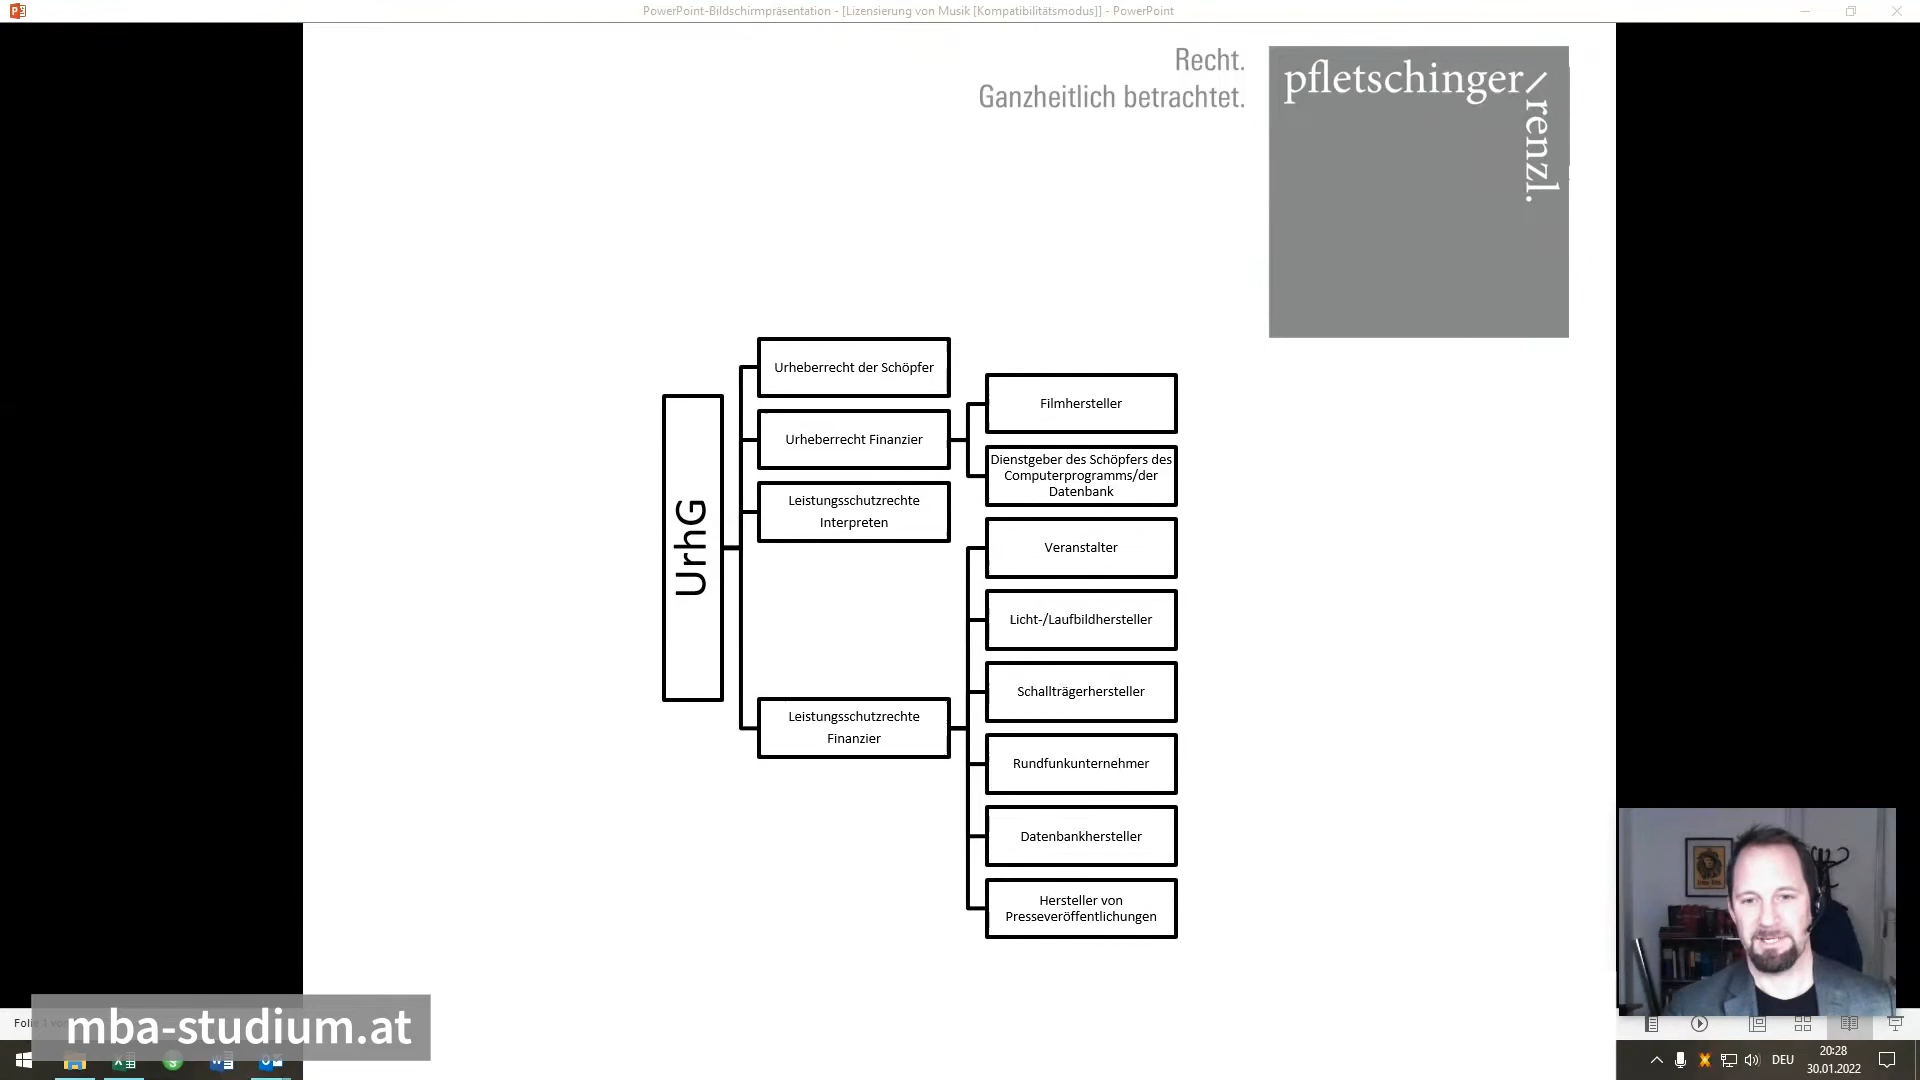 PowerPoint-Bildschirmpräsentation - [Lizensierung von Musik [Kompatibilitätsmodus]] - PowerPoint
Recht.
Ganzheitlich betrachtet.
pfletschinger/
renzl.
UrhG
Urheberrecht der Schöpfer
Urheberrecht Finanzier
Filmhersteller
Dienstgeber des Schöpfers des
Computerprogramms/der
Datenbank
Leistungsschutzrechte
Interpreten
Leistungsschutzrechte
Finanzier
Veranstalter
Licht-/Laufbildhersteller
Schallträgerhersteller
Rundfunkunternehmer
Datenbankhersteller
Hersteller von
Presseveröffentlichungen
mba-studium.at
DEU
20:28
30.01.2022